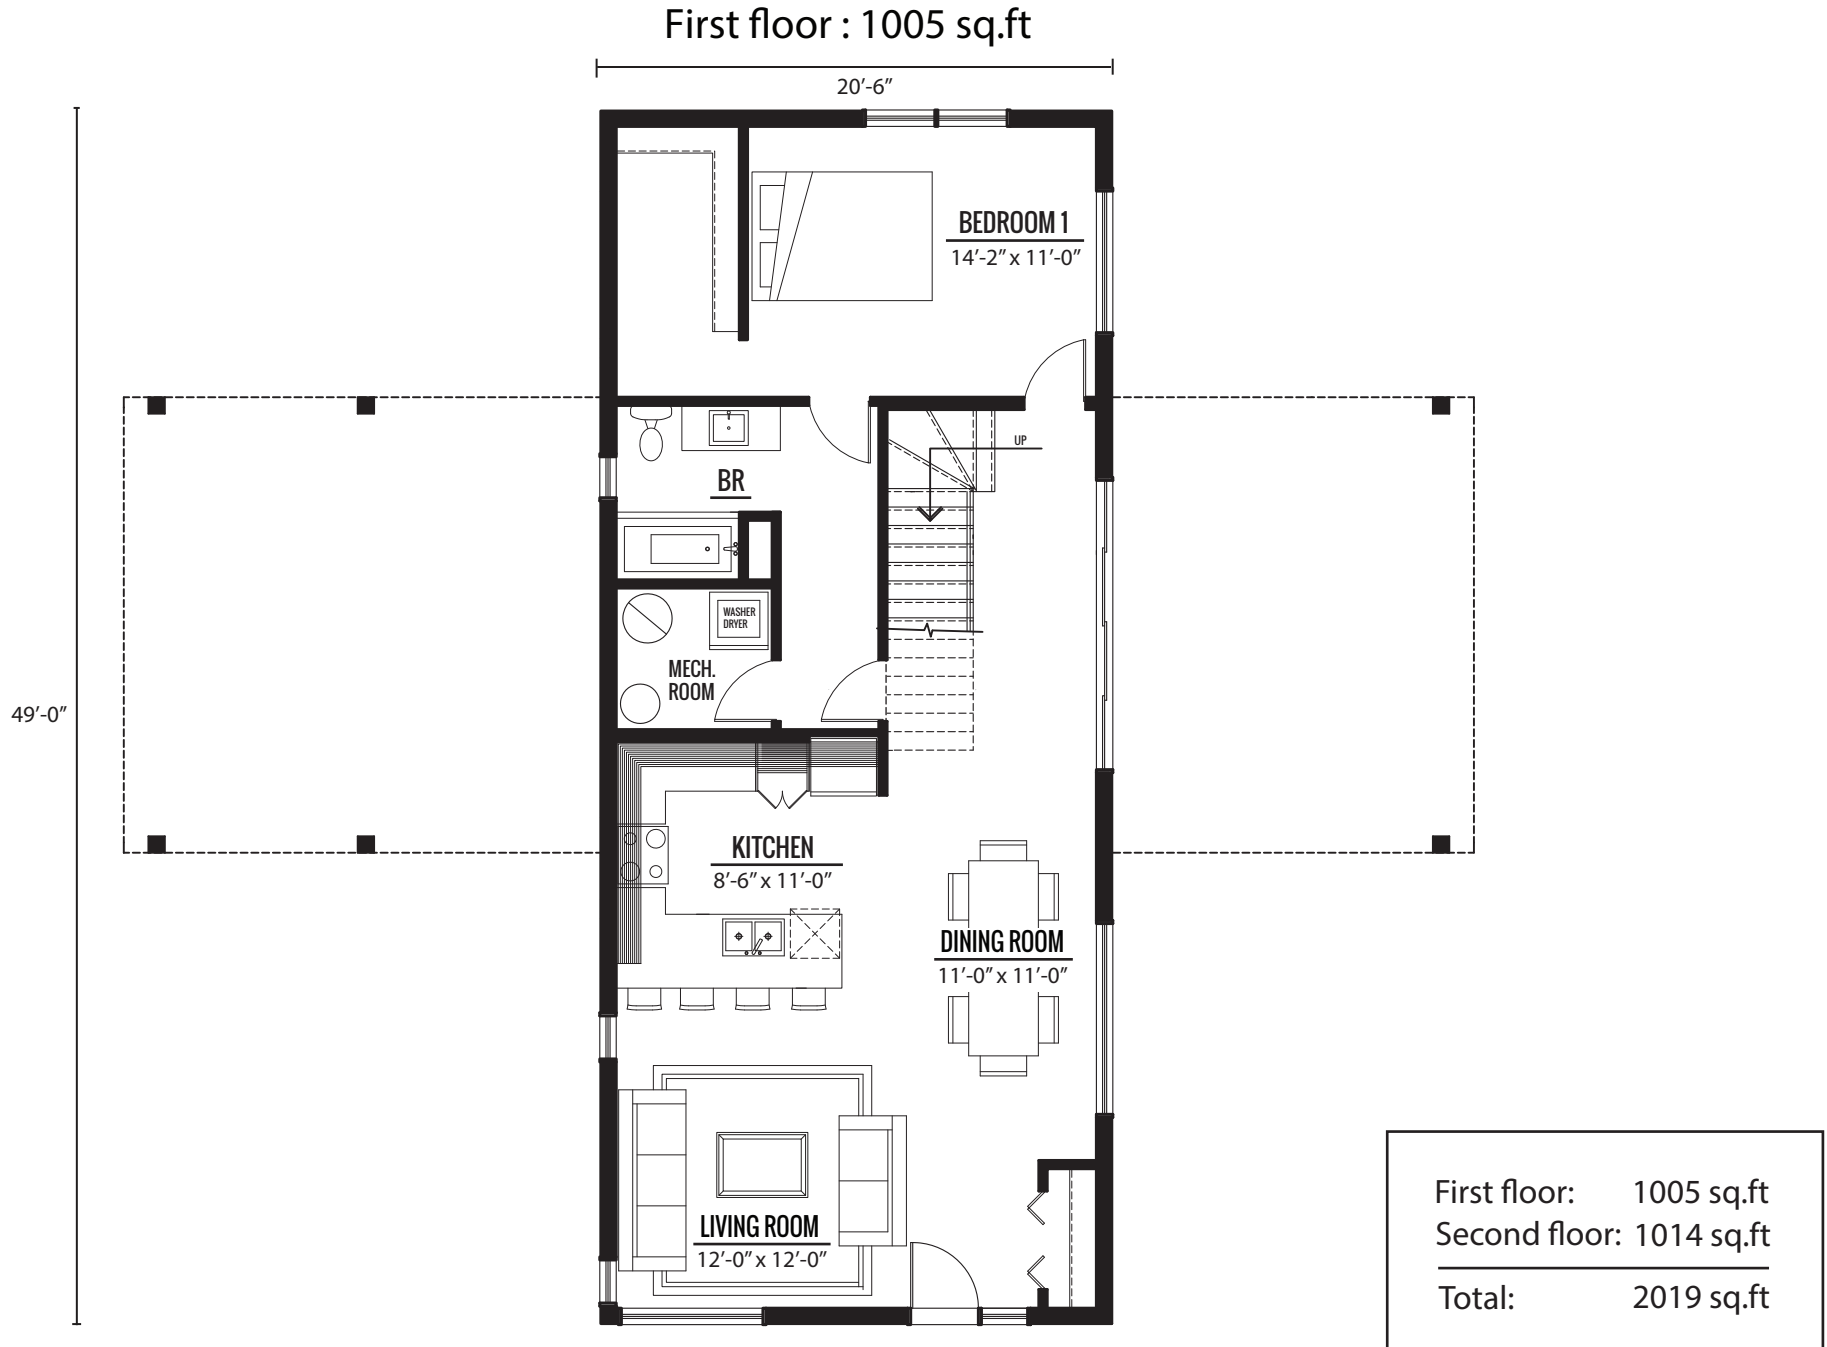 First floor : 1005 sq.ft
20’-6”
BEDROOM 1
14’-2” x 11’-0”
UP
BR
WASHER
DRYER
MECH.
ROOM
49’-0”
KITCHEN
8’-6” x 11’-0”
DINING ROOM
11’-0” x 11’-0”
LIVING ROOM
12’-0” x 12’-0”
First floor: 1005 sq.ft
Second floor: 1014 sq.ft
Total: 2019 sq.ft